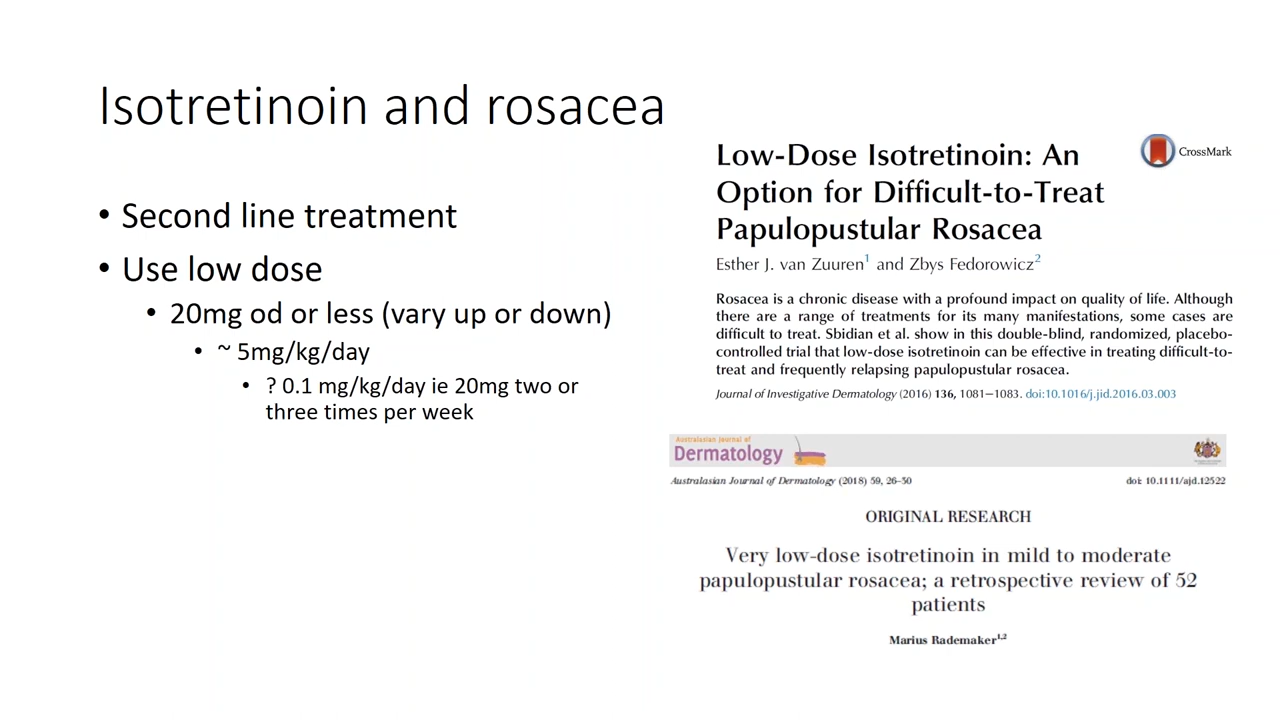 Isotretinoin and rosacea
• Second line treatment
• Use low dose
• 20mg od or less (vary up or down)
• ~ 5mg/kg/day
• ? 0.1 mg/kg/day ie 20mg two or
three times per week
Low-Dose Isotretinoin: An
Option for Difficult-to-Treat
Papulopustular Rosacea
CrossMark
Esther J. van Zuuren1 and Zbys Fedorowicz2
Rosacea is a chronic disease with a profound impact on quality of life. Although
there are a range of treatments for its many manifestations, some cases are
difficult to treat. Sbidian et al. show in this double-blind, randomized, placebo-
controlled trial that low-dose isotretinoin can be effective in treating difficult-to-
treat and frequently relapsing papulopustular rosacea.
Journal of Investigative Dermatology (2016) 136, 1081–1083. doi:10.1016/j.jid.2016.03.003
Australasian Journal of
Dermatology
Australasian Journal of Dermatology (2018) 59, 26–30
doi: 10.1111/ajd.12522
ORIGINAL RESEARCH
Very low-dose isotretinoin in mild to moderate
papulopustular rosacea; a retrospective review of 52
patients
Marius Rademaker1,2